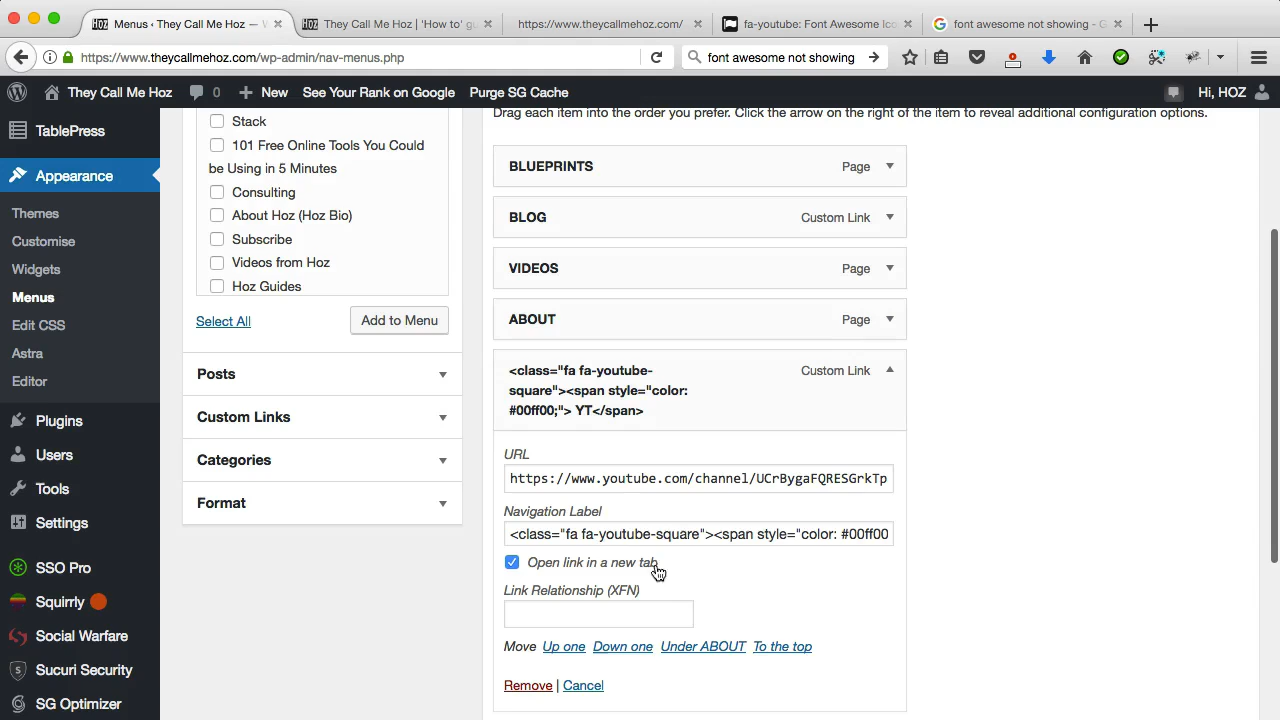 Menus ‹ They Call Me Hoz — W
They Call Me Hoz | 'How to' gu
https://www.theycallmehoz.com/
fa-youtube: Font Awesome Ico
font awesome not showing - G
https://www.theycallmehoz.com/wp-admin/nav-menus.php
font awesome not showing
They Call Me Hoz
0
New
See Your Rank on Google
Purge SG Cache
Hi, HOZ
TablePress
Appearance
Themes
Customise
Widgets
Menus
Edit CSS
Astra
Editor
Plugins
Users
Tools
Settings
SSO Pro
Squirrly
Social Warfare
Sucuri Security
SG Optimizer
Stack
101 Free Online Tools You Could
be Using in 5 Minutes
Consulting
About Hoz (Hoz Bio)
Subscribe
Videos from Hoz
Hoz Guides
Select All
Add to Menu
Posts
Custom Links
Categories
Format
Drag each item into the order you prefer. Click the arrow on the right of the item to reveal additional configuration options.
BLUEPRINTS Page
BLOG Custom Link
VIDEOS Page
ABOUT Page
<class="fa fa-youtube- Custom Link
square"><span style="color:
#00ff00;"> YT</span>
URL
https://www.youtube.com/channel/UCrBygaFQRESGrkTp
Navigation Label
<class="fa fa-youtube-square"><span style="color: #00ff00
Open link in a new tab
Link Relationship (XFN)
Move Up one Down one Under ABOUT To the top
Remove | Cancel